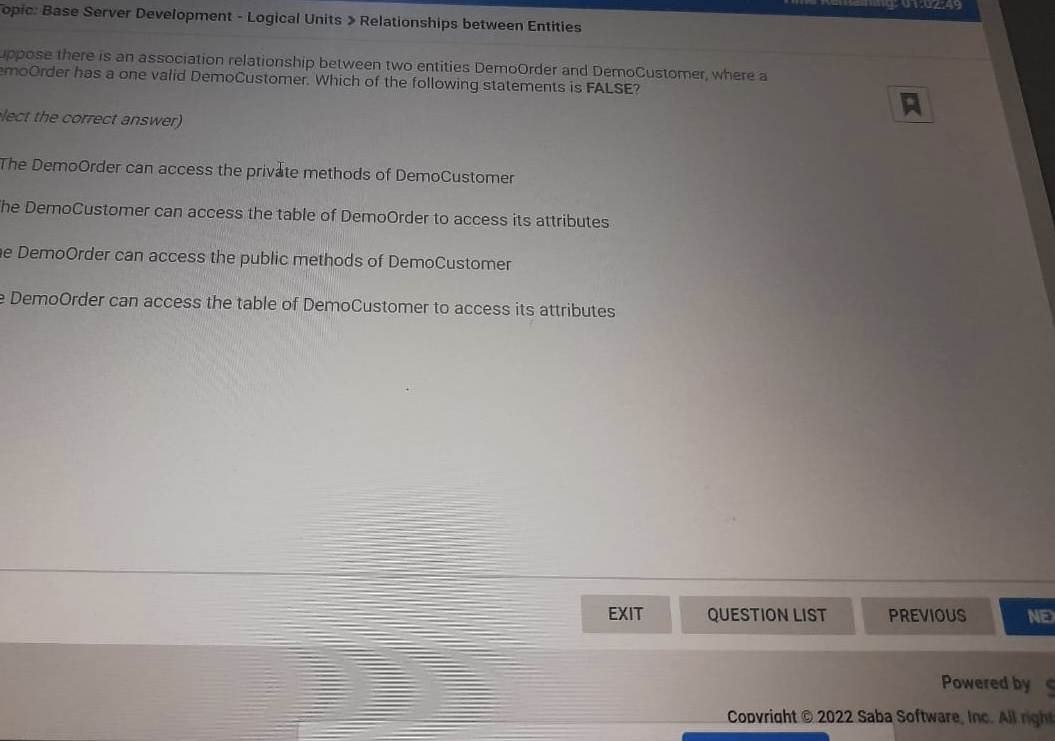 Time Remaining: 01:02:49
Topic: Base Server Development - Logical Units > Relationships between Entities
uppose there is an association relationship between two entities DemoOrder and DemoCustomer, where a
emoOrder has a one valid DemoCustomer. Which of the following statements is FALSE?
lect the correct answer)
The DemoOrder can access the private methods of DemoCustomer
he DemoCustomer can access the table of DemoOrder to access its attributes
e DemoOrder can access the public methods of DemoCustomer
e DemoOrder can access the table of DemoCustomer to access its attributes
EXIT QUESTION LIST PREVIOUS NEX
Powered by S
Copyright © 2022 Saba Software, Inc. All right